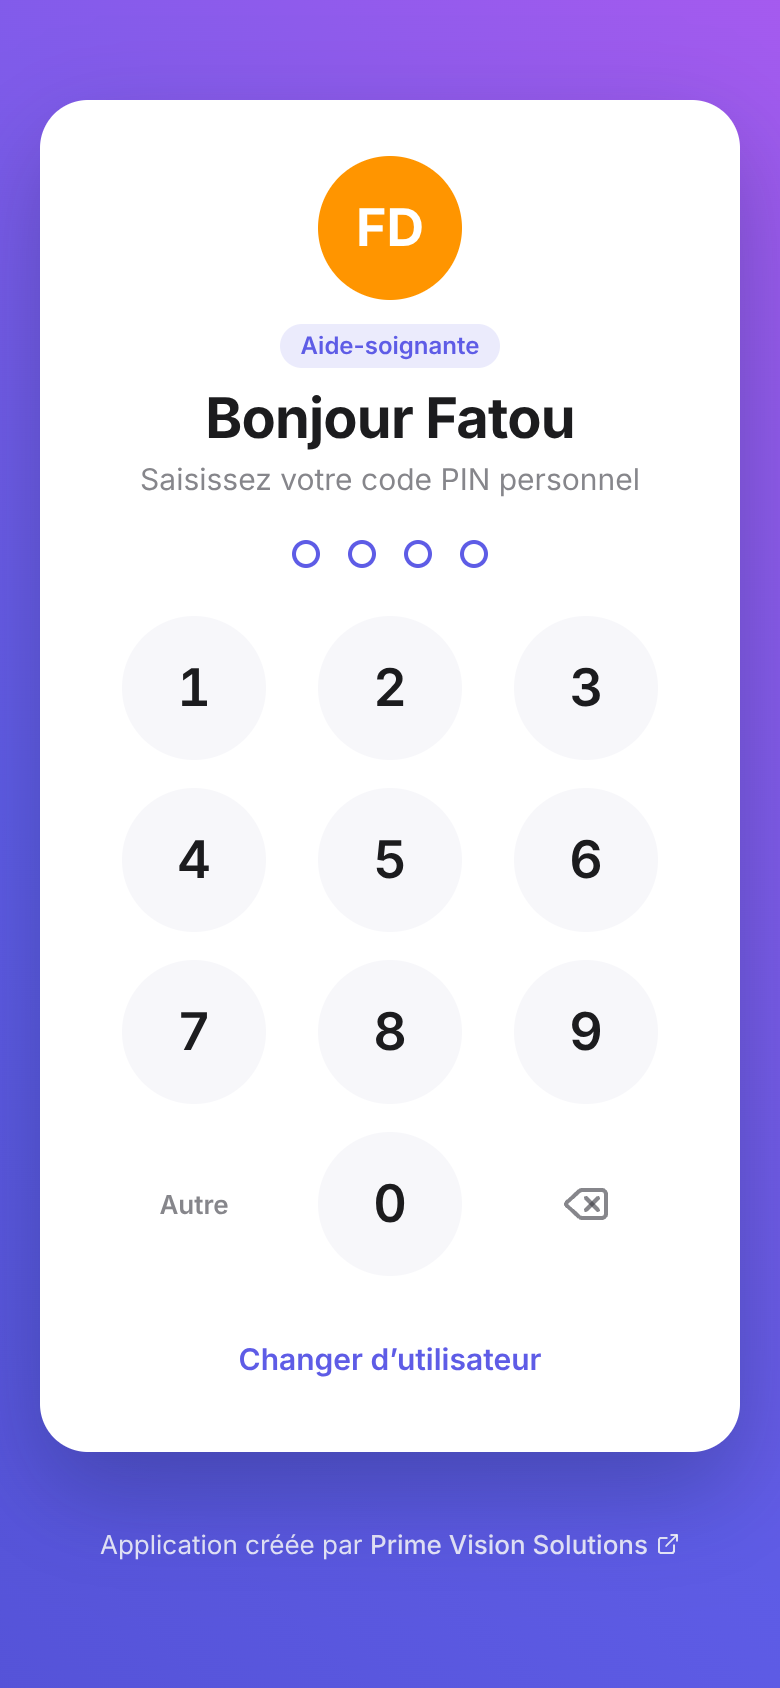 FD
Aide-soignante
Bonjour Fatou
Saisissez votre code PIN personnel
1 2 3
4 5 6
7 8 9
Autre 0
Changer d’utilisateur
Application créée par Prime Vision Solutions